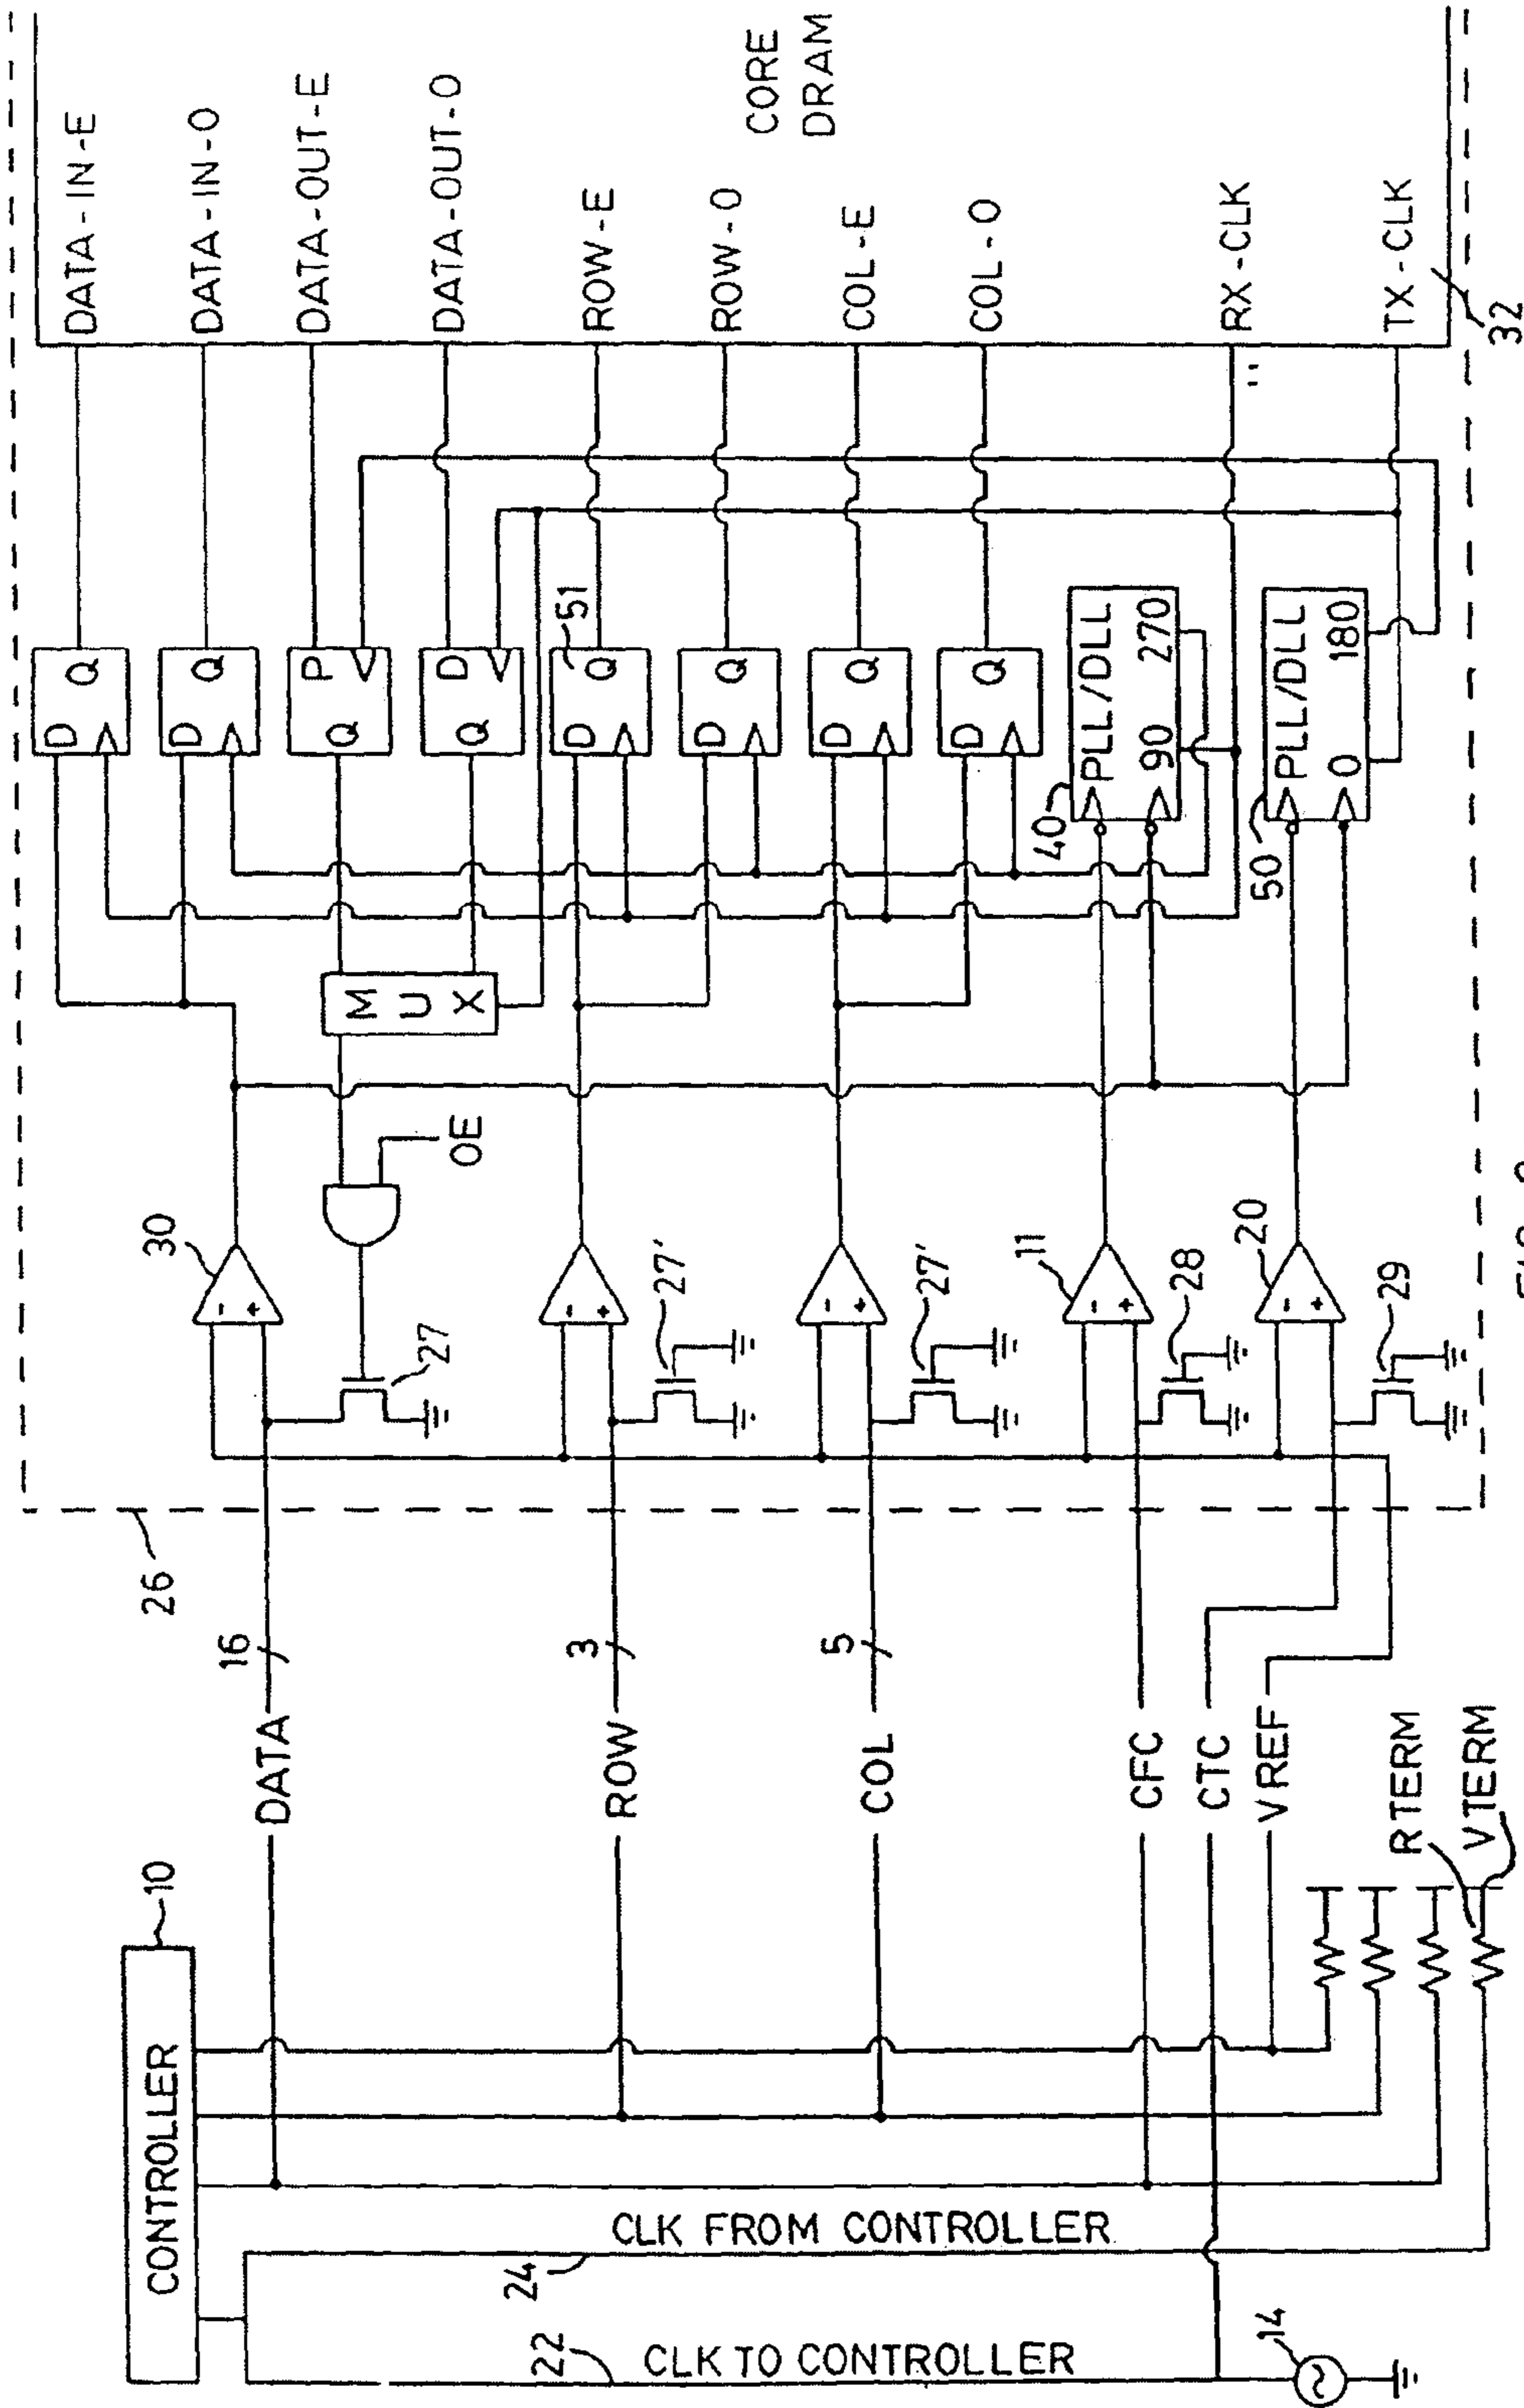 CONTROLLER
10
CLK TO CONTROLLER
22
14
CLK FROM CONTROLLER
24
DATA
16
ROW
3
COL
5
CFC
CTC
VREF
RTERM
VTERM
26
30
- +
27
OE
- +
27'
- +
27'
11
- +
28
20
- +
29
MUX
D Q
D Q
Q P
Q D
D Q
51
D Q
D Q
D Q
40
PLL/DLL
90 270
50
PLL/DLL
0 180
DATA-IN-E
DATA-IN-O
DATA-OUT-E
DATA-OUT-O
ROW-E
ROW-O
COL-E
COL-O
RX-CLK
TX-CLK
CORE
DRAM
32